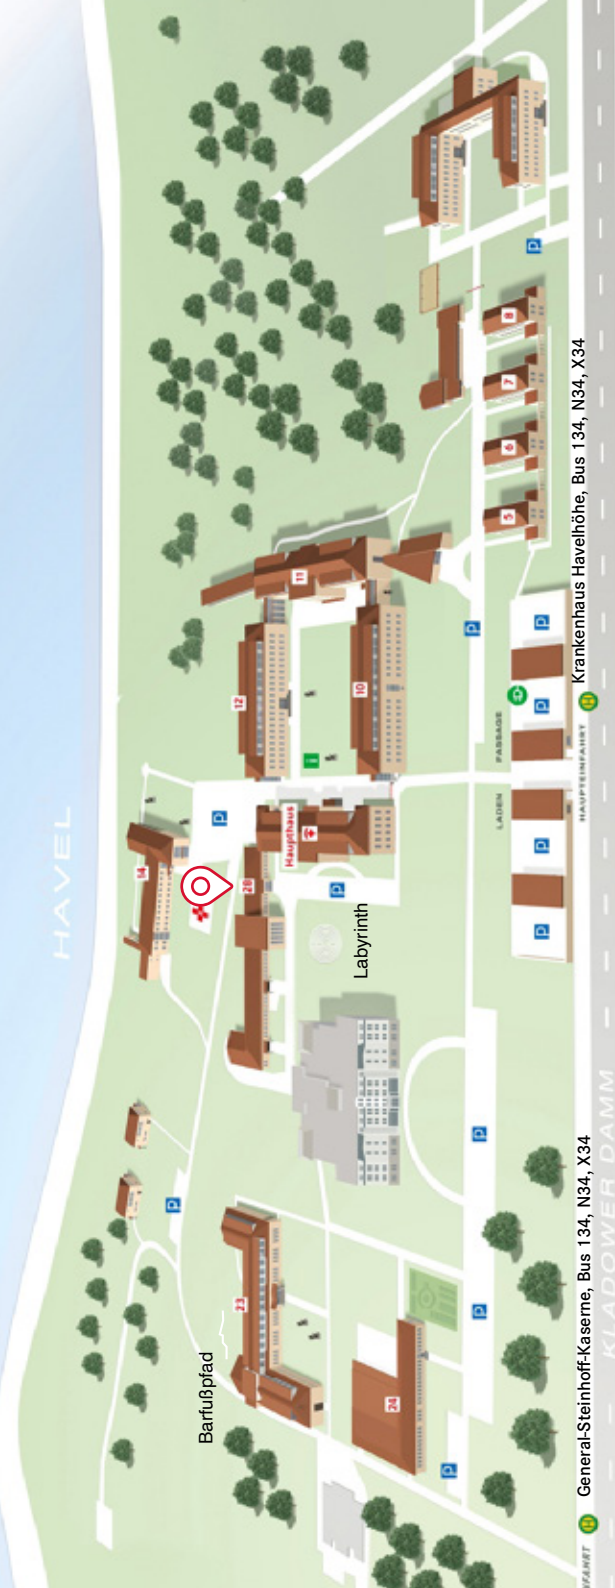 HAVEL
14
12
11
P
28
Haupthaus
i
10
P
Labyrinth
P
23
Barfußpfad
24
P
P
P
P
5
6
7
8
P
LADEN PASSAGE
P
P
P
P
HAUPTEINFAHRT
H Krankenhaus Havelhöhe, Bus 134, N34, X34
H General-Steinhoff-Kaserne, Bus 134, N34, X34
KLADOWER DAMM